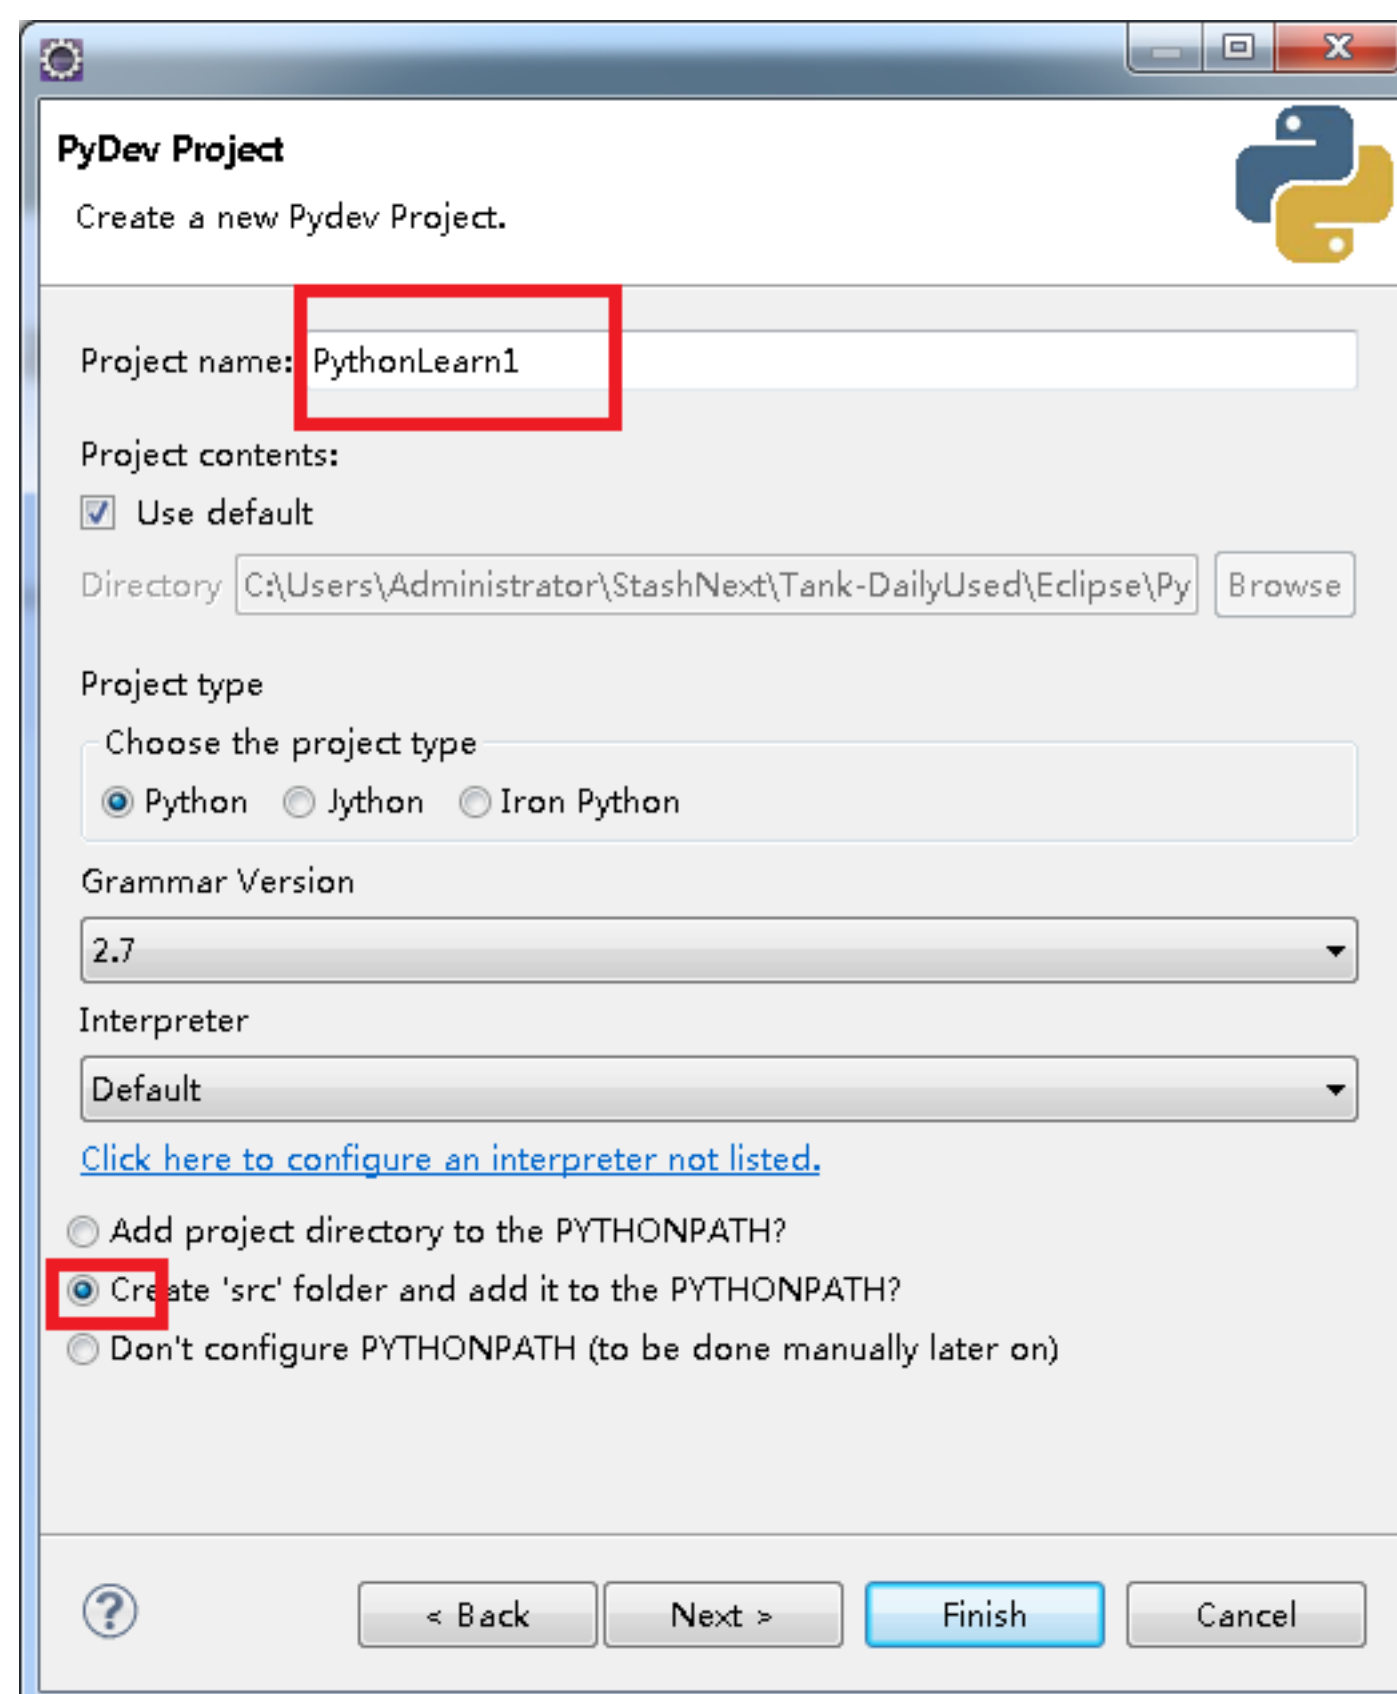 PyDev Project
Create a new Pydev Project.
Project name: PythonLearn1
Project contents:
Use default
Directory C:\Users\Administrator\StashNext\Tank-DailyUsed\Eclipse\Py Browse
Project type
Choose the project type
Python Jython Iron Python
Grammar Version
2.7
Interpreter
Default
Click here to configure an interpreter not listed.
Add project directory to the PYTHONPATH?
Create 'src' folder and add it to the PYTHONPATH?
Don't configure PYTHONPATH (to be done manually later on)
? < Back Next > Finish Cancel